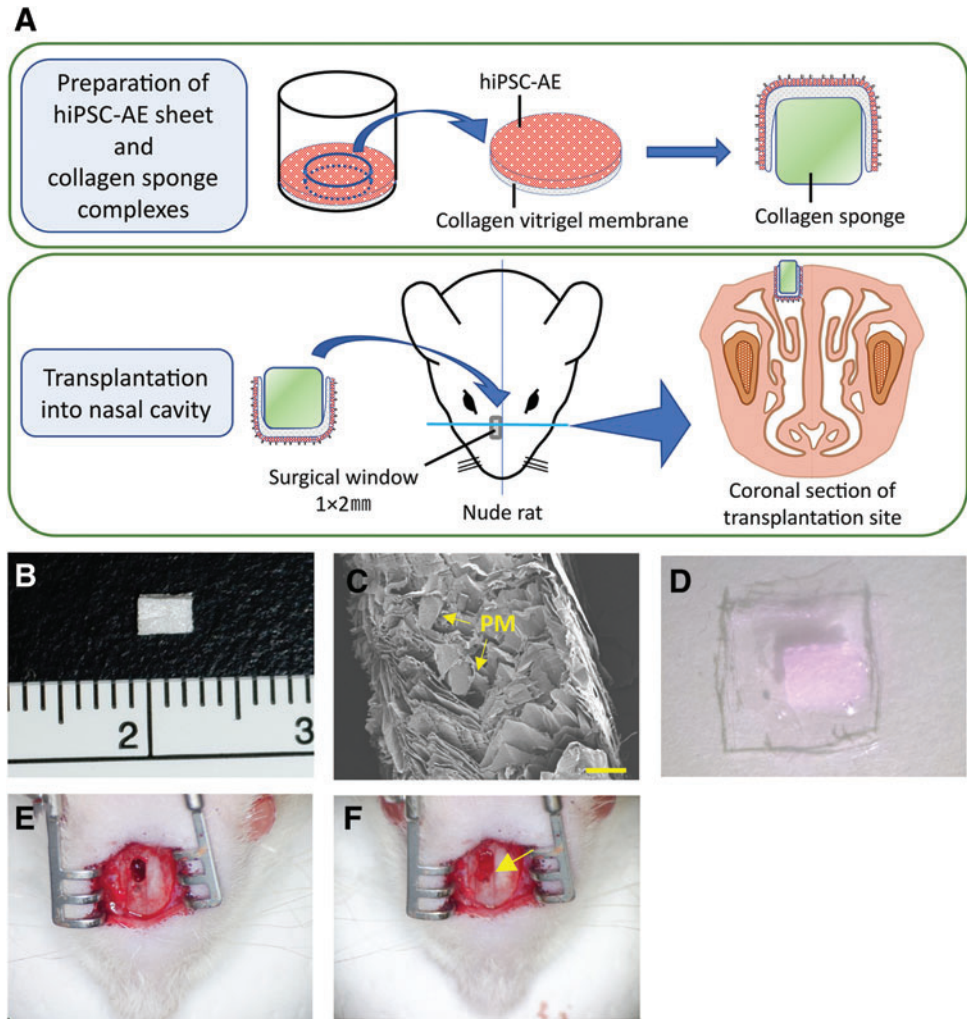 A
Preparation of
hiPSC-AE sheet
and
collagen sponge
complexes
hiPSC-AE
Collagen vitrigel membrane
Collagen sponge
Transplantation
into nasal cavity
Surgical window
1×2㎜
Nude rat
Coronal section of
transplantation site
B
2
3
C
PM
D
E
F